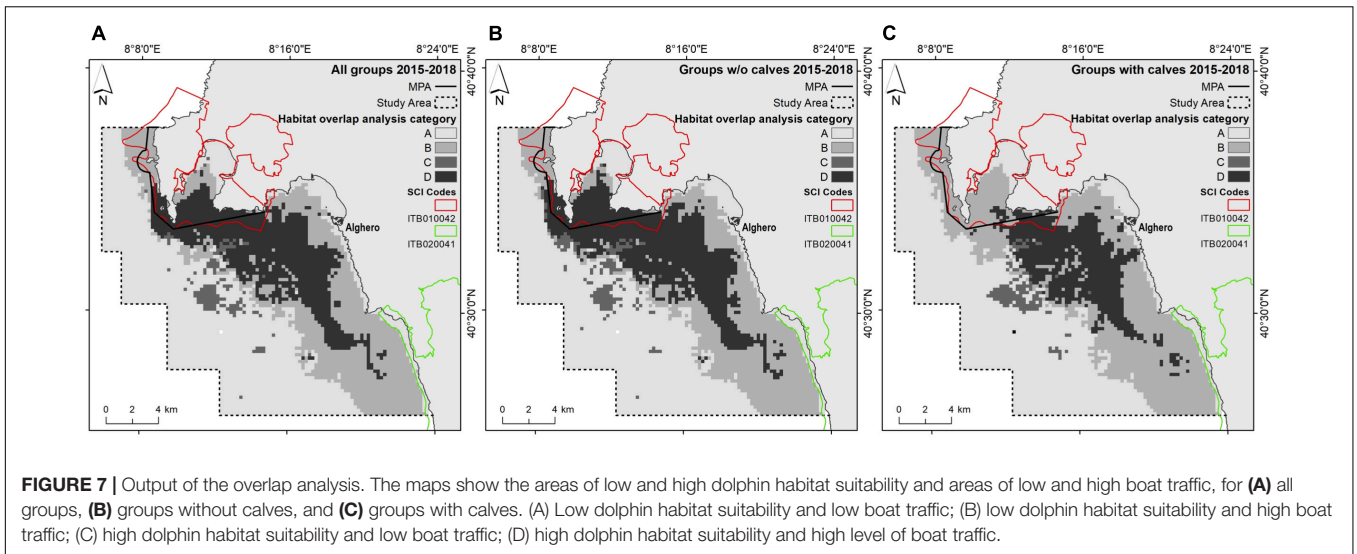 A
8°8'0"E
8°16'0"E
8°24'0"E
40°40'0"N
40°30'0"N
N
All groups 2015-2018
MPA
Study Area
Habitat overlap analysis category
A
B
C
D
SCI Codes
ITB010042
ITB020041
Alghero
0 2 4 km
B
8°8'0"E
8°16'0"E
8°24'0"E
40°40'0"N
40°30'0"N
N
Groups w/o calves 2015-2018
MPA
Study Area
Habitat overlap analysis category
A
B
C
D
SCI Codes
ITB010042
ITB020041
Alghero
0 2 4 km
C
8°8'0"E
8°16'0"E
8°24'0"E
40°40'0"N
40°30'0"N
N
Groups with calves 2015-2018
MPA
Study Area
Habitat overlap analysis category
A
B
C
D
SCI Codes
ITB010042
ITB020041
Alghero
0 2 4 km
FIGURE 7 | Output of the overlap analysis. The maps show the areas of low and high dolphin habitat suitability and areas of low and high boat traffic, for (A) all
groups, (B) groups without calves, and (C) groups with calves. (A) Low dolphin habitat suitability and low boat traffic; (B) low dolphin habitat suitability and high boat
traffic; (C) high dolphin habitat suitability and low boat traffic; (D) high dolphin habitat suitability and high level of boat traffic.